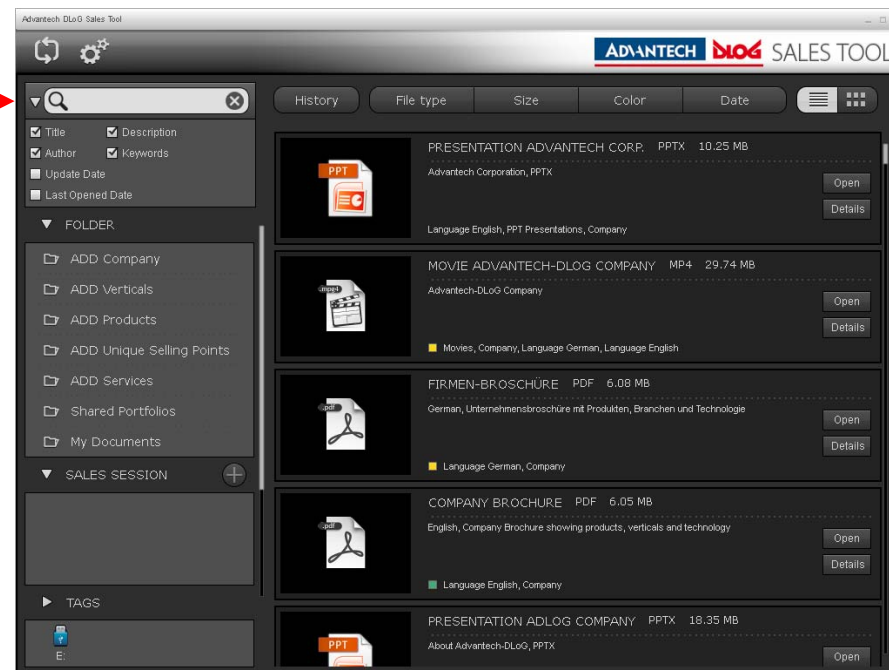 Advantech DLoG Sales Tool
ADVANTECH DLOG SALES TOOL
History File type Size Color Date
Title Description
Author Keywords
Update Date
Last Opened Date
FOLDER
ADD Company
ADD Verticals
ADD Products
ADD Unique Selling Points
ADD Services
Shared Portfolios
My Documents
SALES SESSION
TAGS
E:
PRESENTATION ADVANTECH CORP. PPTX 10.25 MB
PPT
Advantech Corporation, PPTX
Open
Details
Language English, PPT Presentations, Company
MOVIE ADVANTECH-DLOG COMPANY MP4 29.74 MB
.mpg4
Advantech-DLoG Company
Open
Details
Movies, Company, Language German, Language English
FIRMEN-BROSCHÜRE PDF 6.08 MB
.pdf
German, Unternehmensbroschüre mit Produkten, Branchen und Technologie
Open
Details
Language German, Company
COMPANY BROCHURE PDF 6.05 MB
.pdf
English, Company Brochure showing products, verticals and technology
Open
Details
Language English, Company
PRESENTATION ADLOG COMPANY PPTX 18.35 MB
PPT
About Advantech-DLoG, PPTX
Open